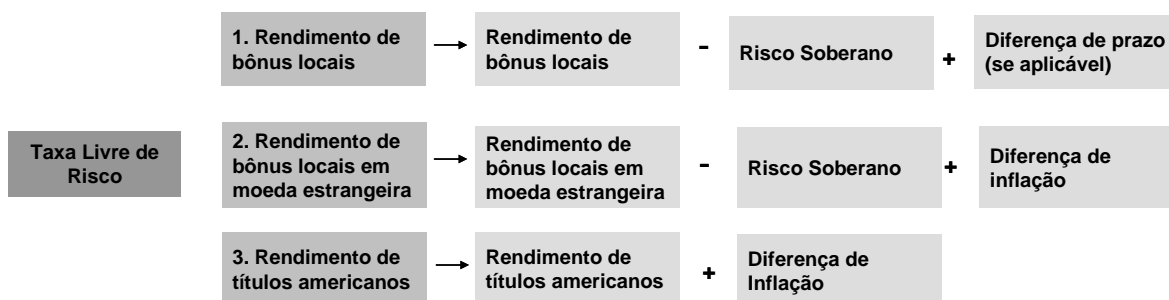 Taxa Livre de
Risco
1. Rendimento de
bônus locais
Rendimento de
bônus locais
-
Risco Soberano
+
Diferença de prazo
(se aplicável)
2. Rendimento de
bônus locais em
moeda estrangeira
Rendimento de
bônus locais em
moeda estrangeira
-
Risco Soberano
+
Diferença de
inflação
3. Rendimento de
títulos americanos
Rendimento de
títulos americanos
+
Diferença de
Inflação